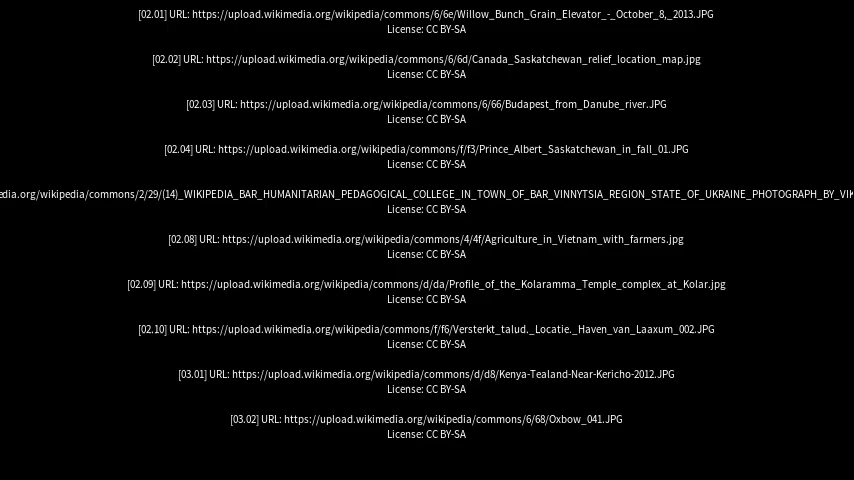 [02.01] URL: https://upload.wikimedia.org/wikipedia/commons/6/6e/Willow_Bunch_Grain_Elevator_-_October_8,_2013.JPG
License: CC BY-SA
[02.02] URL: https://upload.wikimedia.org/wikipedia/commons/6/6d/Canada_Saskatchewan_relief_location_map.jpg
License: CC BY-SA
[02.03] URL: https://upload.wikimedia.org/wikipedia/commons/6/66/Budapest_from_Danube_river.JPG
License: CC BY-SA
[02.04] URL: https://upload.wikimedia.org/wikipedia/commons/f/f3/Prince_Albert_Saskatchewan_in_fall_01.JPG
License: CC BY-SA
edia.org/wikipedia/commons/2/29/(14)_WIKIPEDIA_BAR_HUMANITARIAN_PEDAGOGICAL_COLLEGE_IN_TOWN_OF_BAR_VINNYTSIA_REGION_STATE_OF_UKRAINE_PHOTOGRAPH_BY_VIK
License: CC BY-SA
[02.08] URL: https://upload.wikimedia.org/wikipedia/commons/4/4f/Agriculture_in_Vietnam_with_farmers.jpg
License: CC BY-SA
[02.09] URL: https://upload.wikimedia.org/wikipedia/commons/d/da/Profile_of_the_Kolaramma_Temple_complex_at_Kolar.jpg
License: CC BY-SA
[02.10] URL: https://upload.wikimedia.org/wikipedia/commons/f/f6/Versterkt_talud._Locatie._Haven_van_Laaxum_002.JPG
License: CC BY-SA
[03.01] URL: https://upload.wikimedia.org/wikipedia/commons/d/d8/Kenya-Tealand-Near-Kericho-2012.JPG
License: CC BY-SA
[03.02] URL: https://upload.wikimedia.org/wikipedia/commons/6/68/Oxbow_041.JPG
License: CC BY-SA